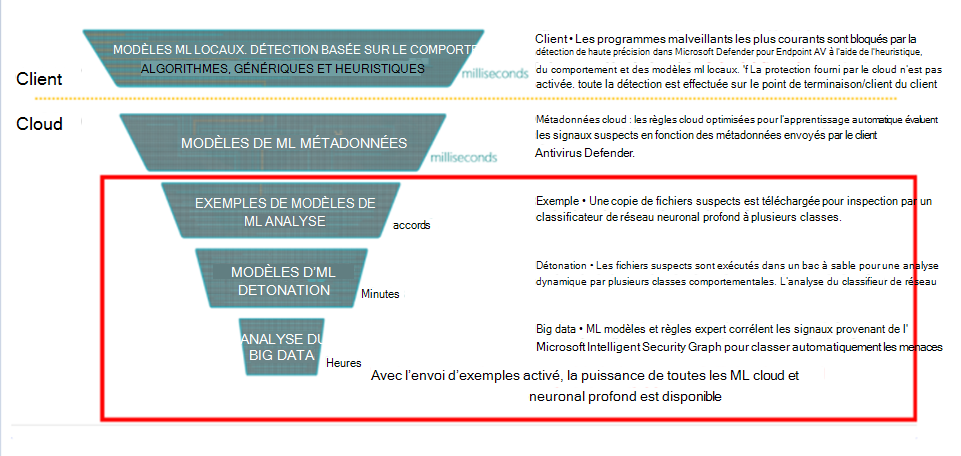 MODÈLES ML LOCAUX. DÉTECTION BASÉE SUR LE COMPORTE
ALGORITHMES, GÉNÉRIQUES ET HEURISTIQUES
milliseconds
Client
Client • Les programmes malveillants les plus courants sont bloqués par la
détection de haute précision dans Microsoft Defender pour Endpoint AV à l'aide de l'heuristique,
du comportement et des modèles ml locaux. 'f La protection fourni par le cloud n'est pas
activée. toute la détection est effectuée sur le point de terminaison/client du client
Cloud
MODÈLES DE ML MÉTADONNÉES
milliseconds
Métadonnées cloud : les règles cloud optimisées pour l'apprentissage automatique évaluent
les signaux suspects en fonction des métadonnées envoyés par le client
Antivirus Defender.
EXEMPLES DE MODÈLES DE
ML ANALYSE
accords
Exemple • Une copie de fichiers suspects est téléchargée pour inspection par un
classificateur de réseau neuronal profond à plusieurs classes.
MODÈLES D'ML
DETONATION
Minutes
Détonation • Les fichiers suspects sont exécutés dans un bac à sable pour une analyse
dynamique par plusieurs classes comportementales. L'analyse du classifieur de réseau
ANALYSE DU
BIG DATA
Heures
Big data • ML modèles et règles expert corrélent les signaux provenant de l'
Microsoft Intelligent Security Graph pour classer automatiquement les menaces
Avec l'envoi d'exemples activé, la puissance de toutes les ML cloud et
neuronal profond est disponible